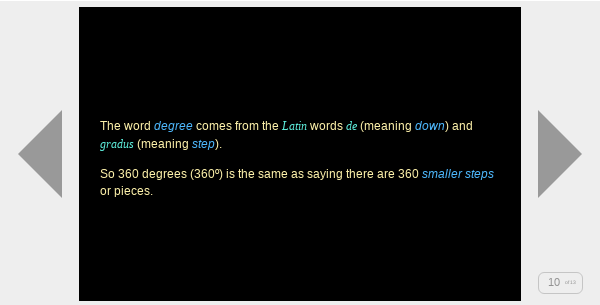 The word degree comes from the Latin words de (meaning down) and
gradus (meaning step).
So 360 degrees (360º) is the same as saying there are 360 smaller steps
or pieces.
10 of 13